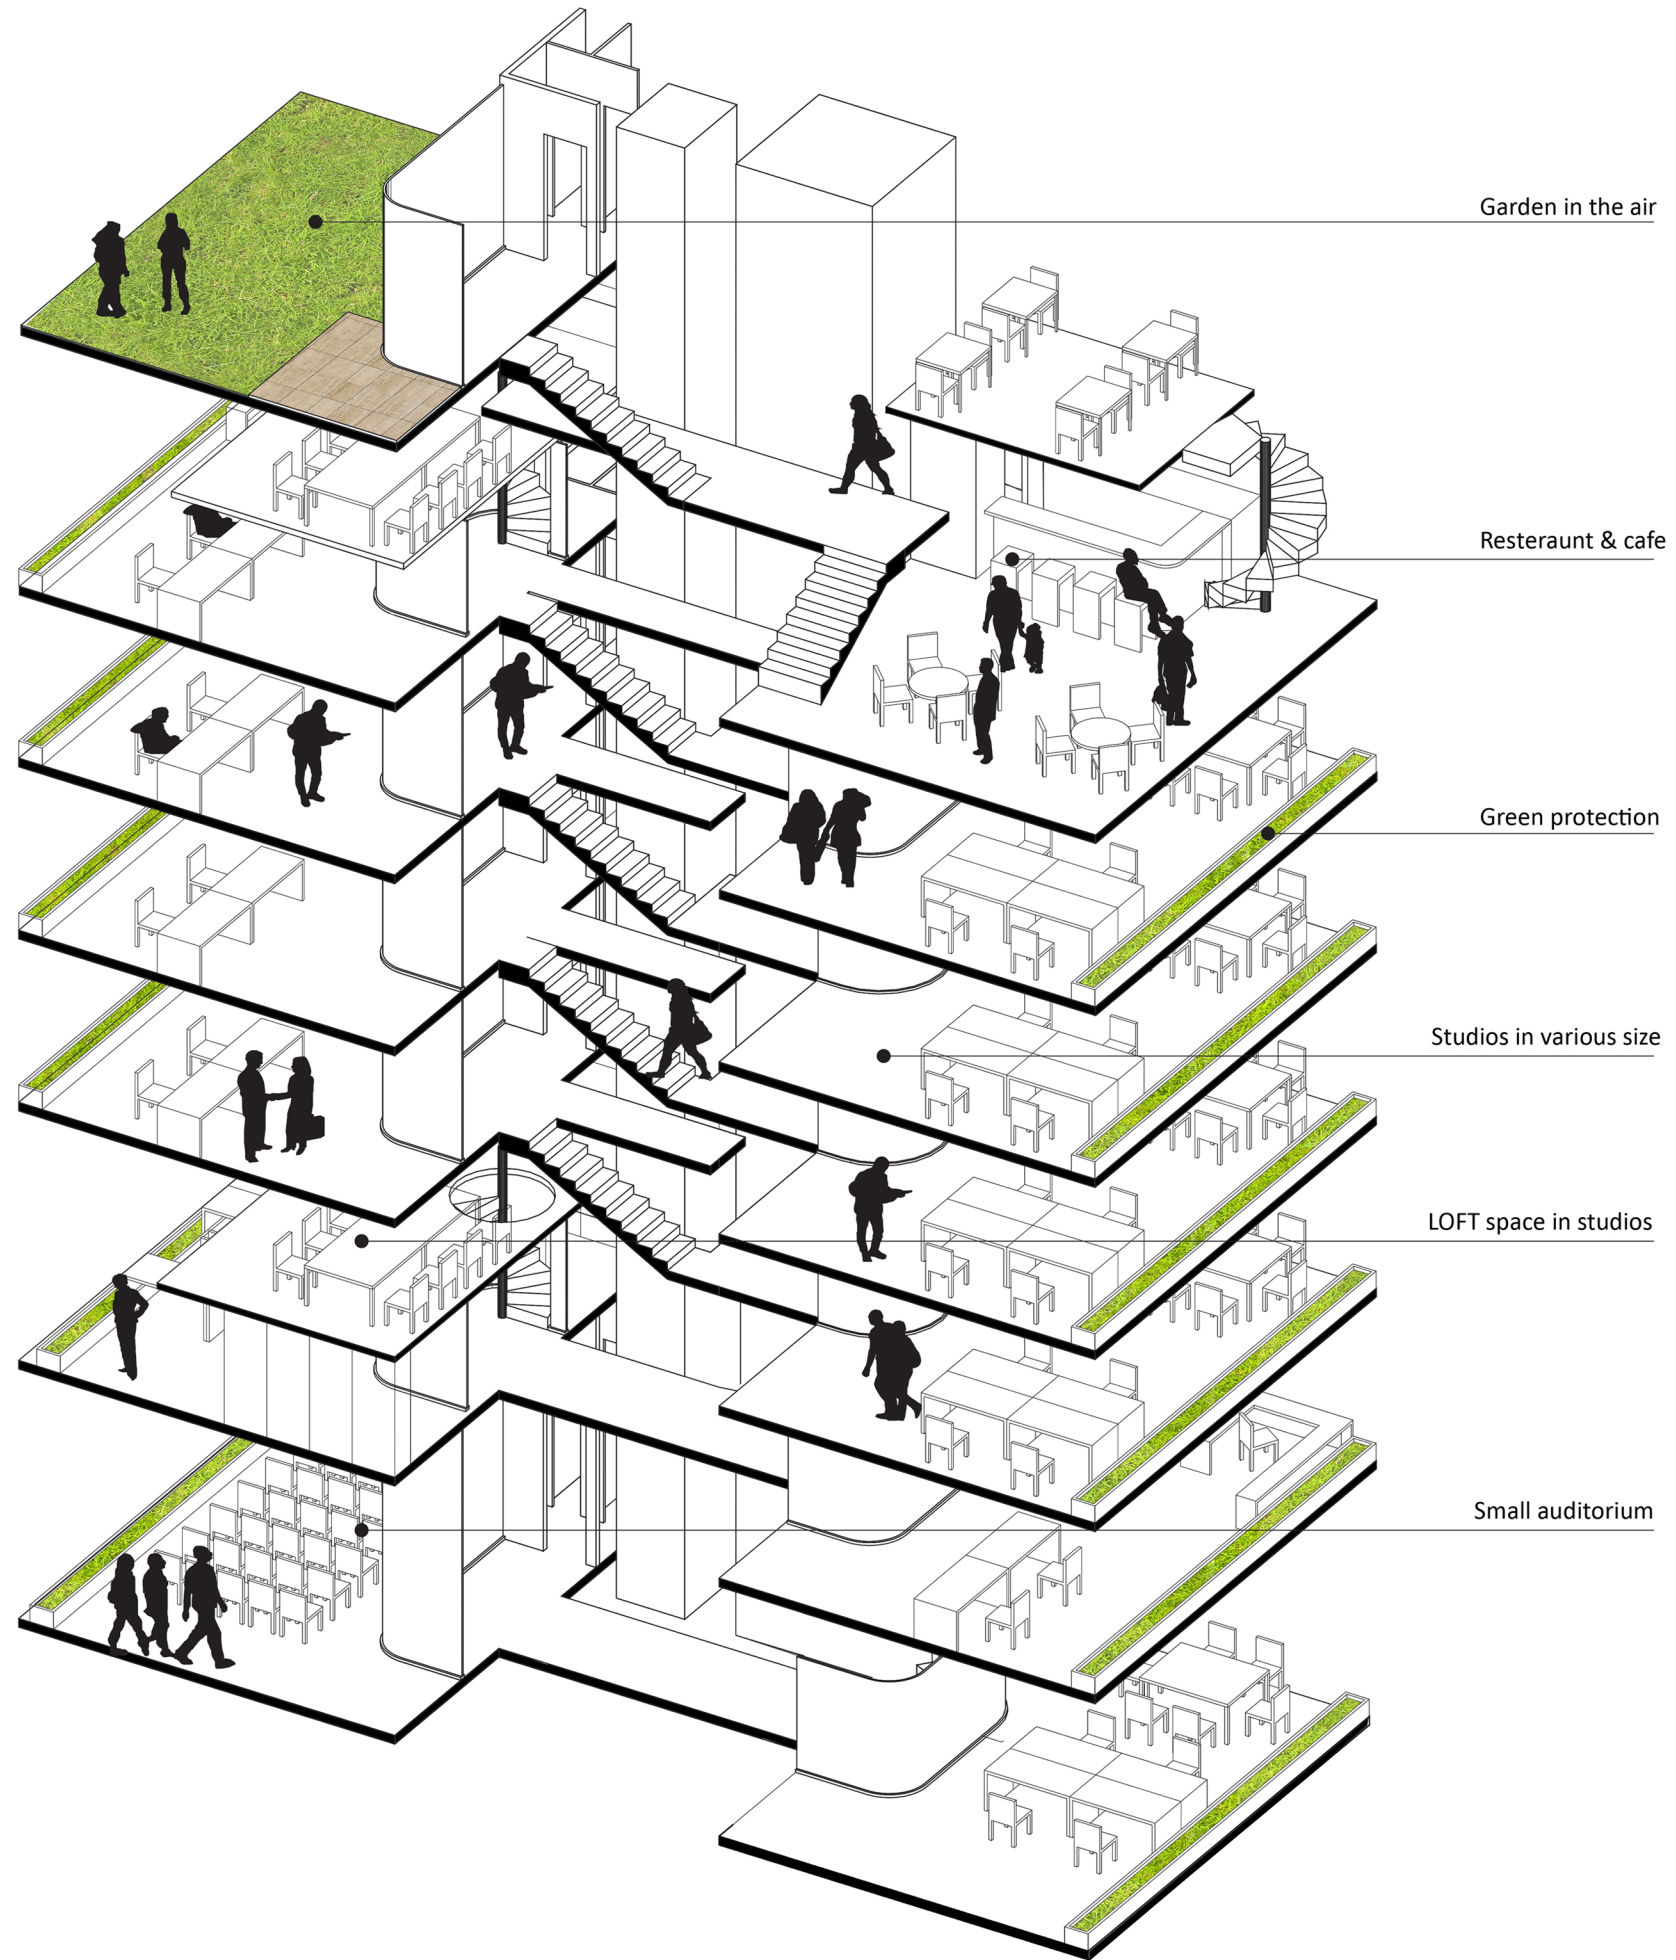 Garden in the air
Resteraunt & cafe
Green protection
Studios in various size
LOFT space in studios
Small auditorium